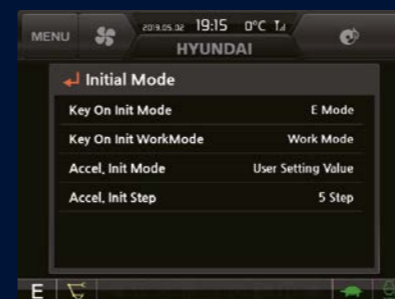 MENU
2019.05.02 19:15 0°C
HYUNDAI
Initial Mode
Key On Init Mode E Mode
Key On Init WorkMode Work Mode
Accel, Init Mode User Setting Value
Accel, Init Step 5 Step
E